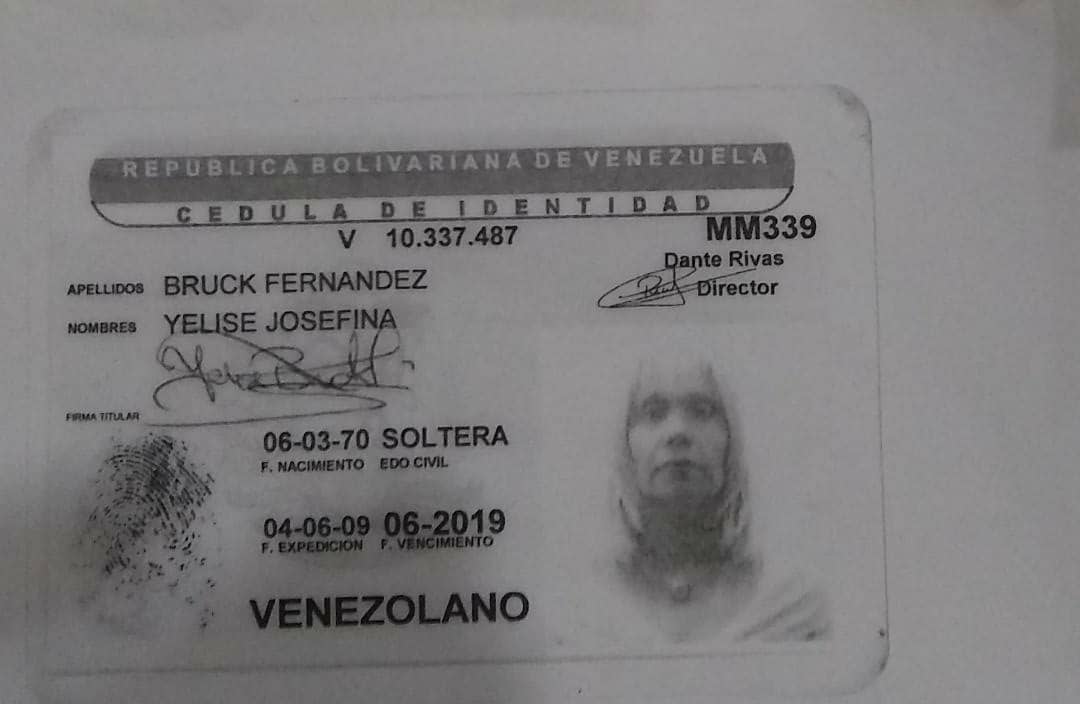 REPUBLICA BOLIVARIANA DE VENEZUELA
CEDULA DE IDENTIDAD
V 10.337.487
MM339
Dante Rivas
Director
APELLIDOS BRUCK FERNANDEZ
NOMBRES YELISE JOSEFINA
FIRMA TITULAR
06-03-70 SOLTERA
F. NACIMIENTO EDO CIVIL
04-06-09 06-2019
F. EXPEDICION F. VENCIMIENTO
VENEZOLANO